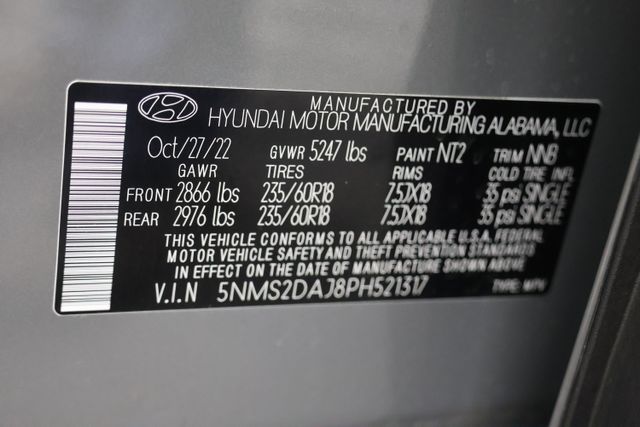 MANUFACTURED BY
HYUNDAI MOTOR MANUFACTURING ALABAMA, LLC
Oct/27/22 GVWR 5247 lbs PAINT NT2 TRIM NNB
GAWR TIRES RIMS COLD TIRE INFL
FRONT 2866 lbs 235/60R18 7.5JX18 35 psi SINGLE
REAR 2976 lbs 235/60R18 7.5JX18 35 psi SINGLE
THIS VEHICLE CONFORMS TO ALL APPLICABLE U.S.A. FEDERAL
MOTOR VEHICLE SAFETY AND THEFT PREVENTION STANDARDS
IN EFFECT ON THE DATE OF MANUFACTURE SHOWN ABOVE
V.I.N 5NMS2DAJ8PH521317 TYPE: MPV